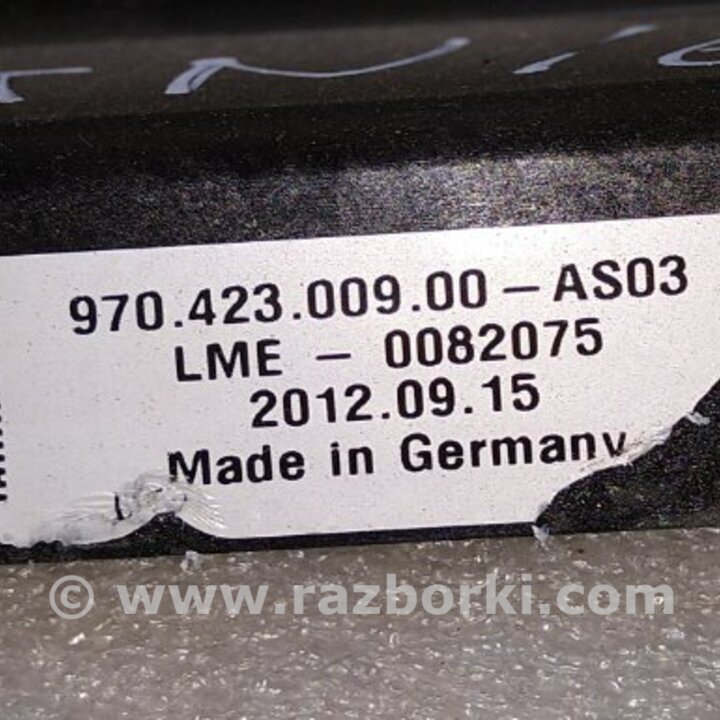 970.423.009.00 – AS03
LME – 0082075
2012.09.15
Made in Germany
© www.razborki.com